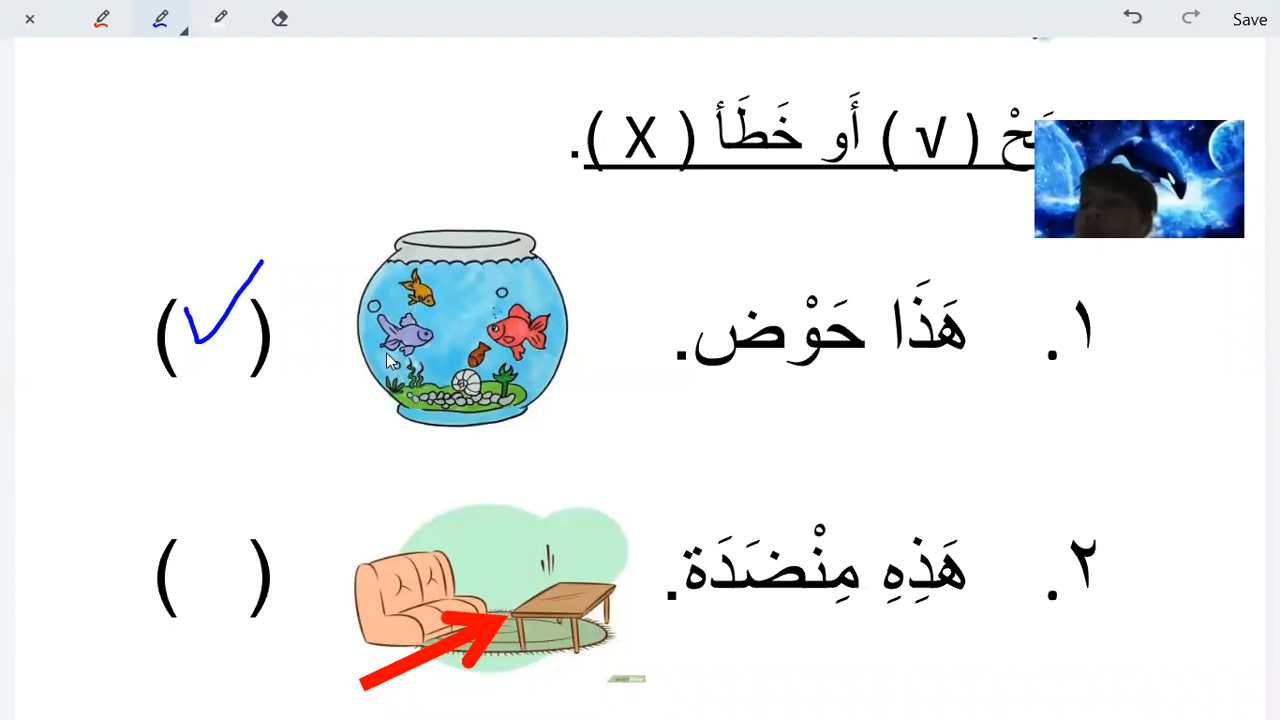 Save
( √ ) أَو خَطَأ ( X ).
١. هَذَا حَوْض.
( )
٢. هَذِهِ مِنْضَدَة.
( )